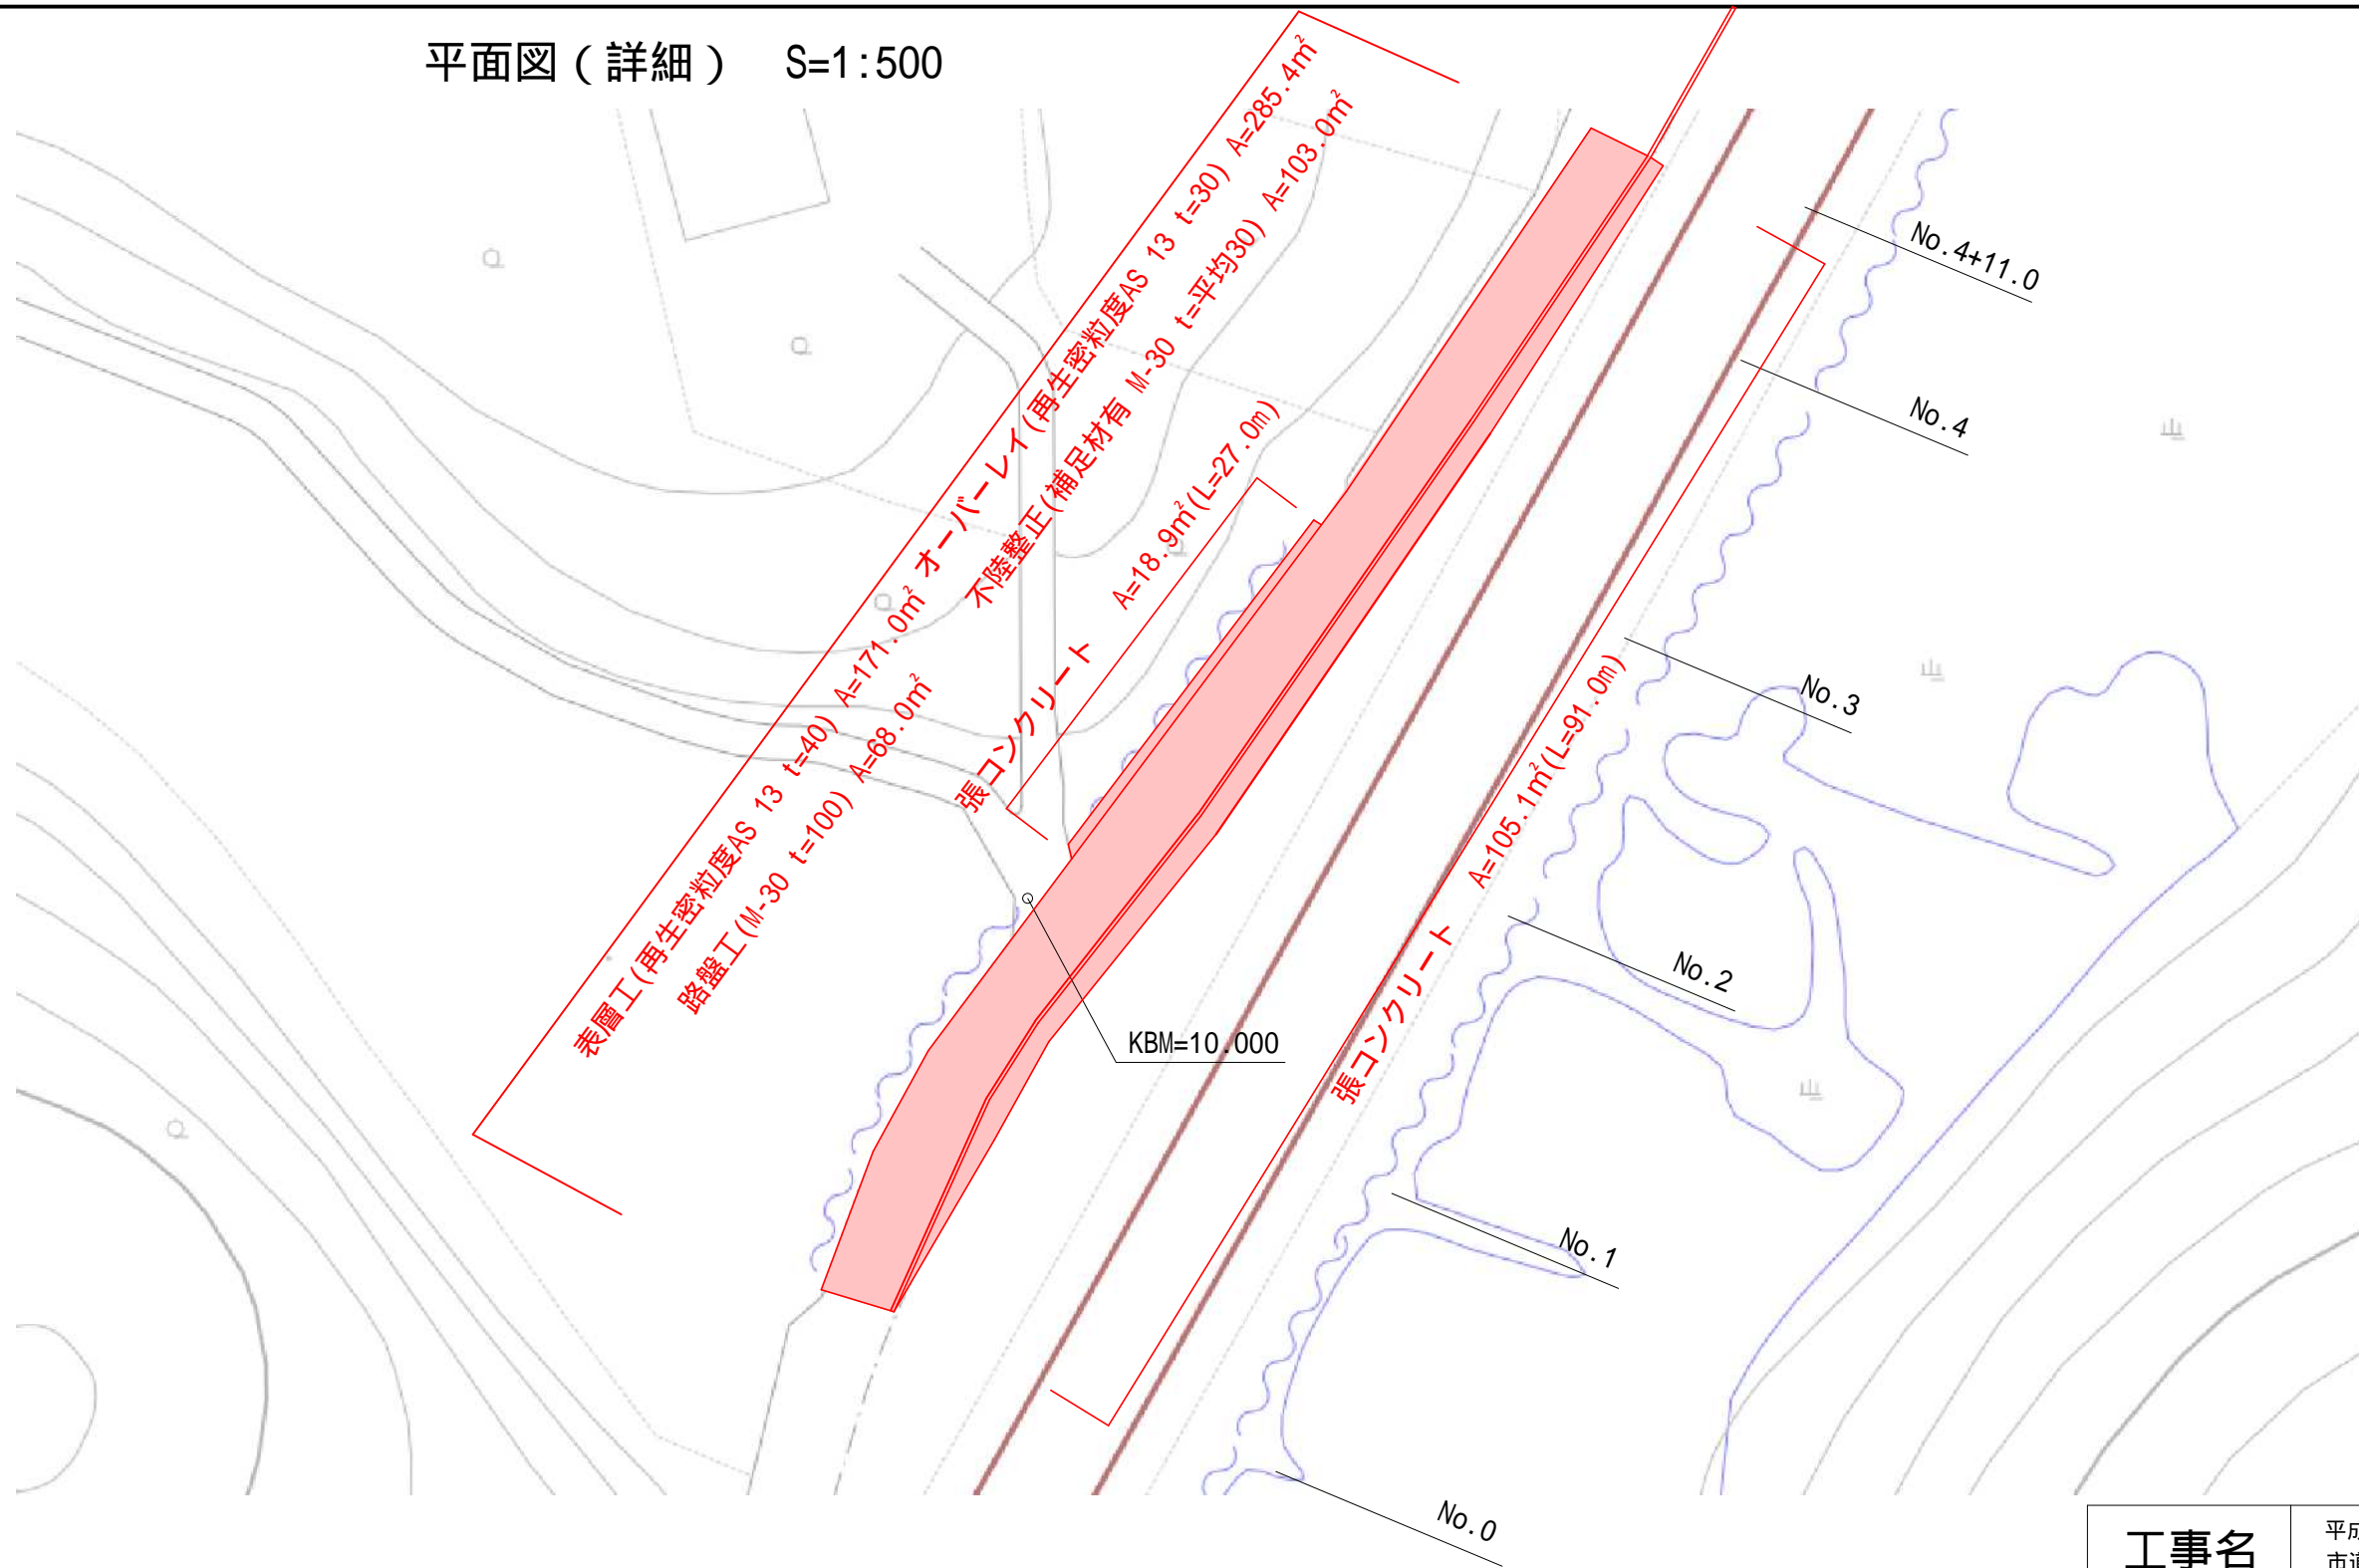 平面図（詳細）　S=1:500
表層工(再生密粒度AS 13 t=40) A=171.0㎡ オーバーレイ(再生密粒度AS 13 t=30) A=285.4㎡
路盤工(M-30 t=100) A=68.0㎡
不陸整正(補足材有 M-30 t=平均30) A=103.0㎡
張コンクリート　A=18.9㎡(L=27.0m)
張コンクリート　A=105.1㎡(L=91.0m)
No.4+11.0
No.4
No.3
No.2
No.1
No.0
KBM=10.000
工事名